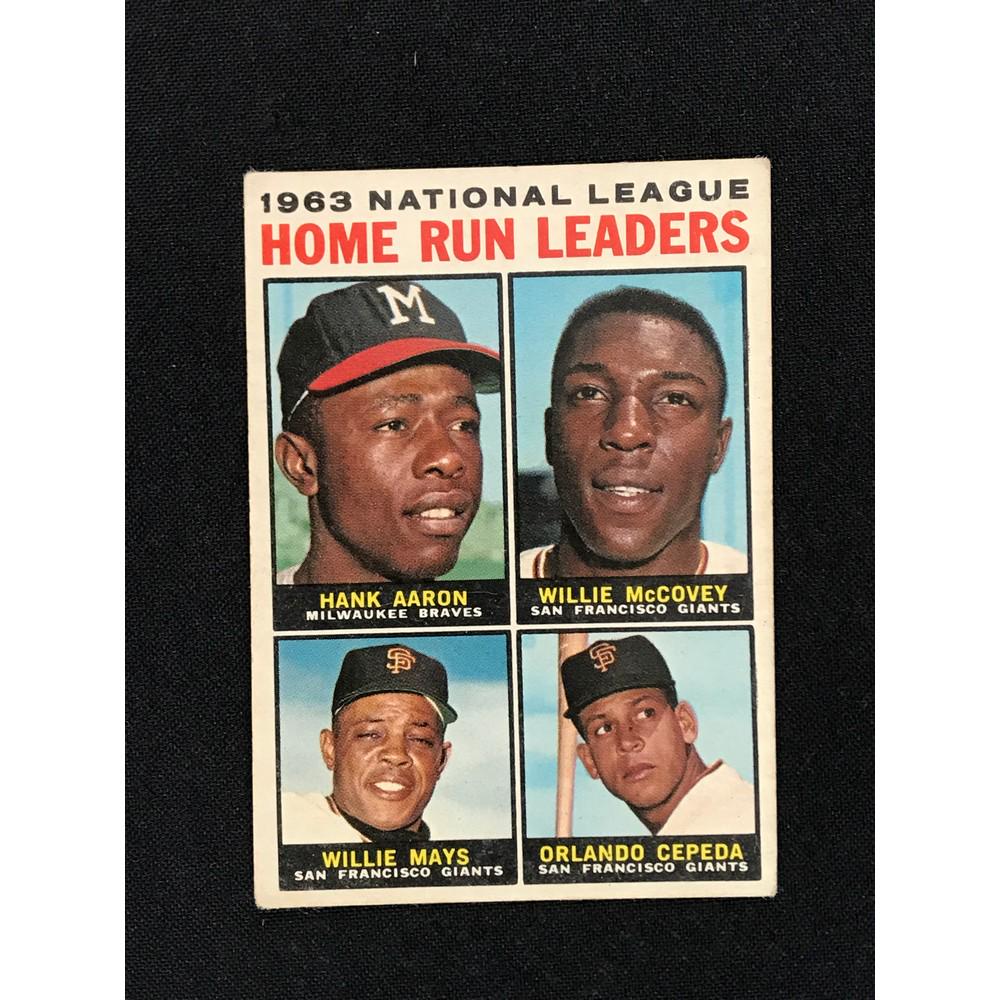 1963 NATIONAL LEAGUE
HOME RUN LEADERS
M
HANK AARON
MILWAUKEE BRAVES
WILLIE McCOVEY
SAN FRANCISCO GIANTS
SF
WILLIE MAYS
SAN FRANCISCO GIANTS
SF
ORLANDO CEPEDA
SAN FRANCISCO GIANTS